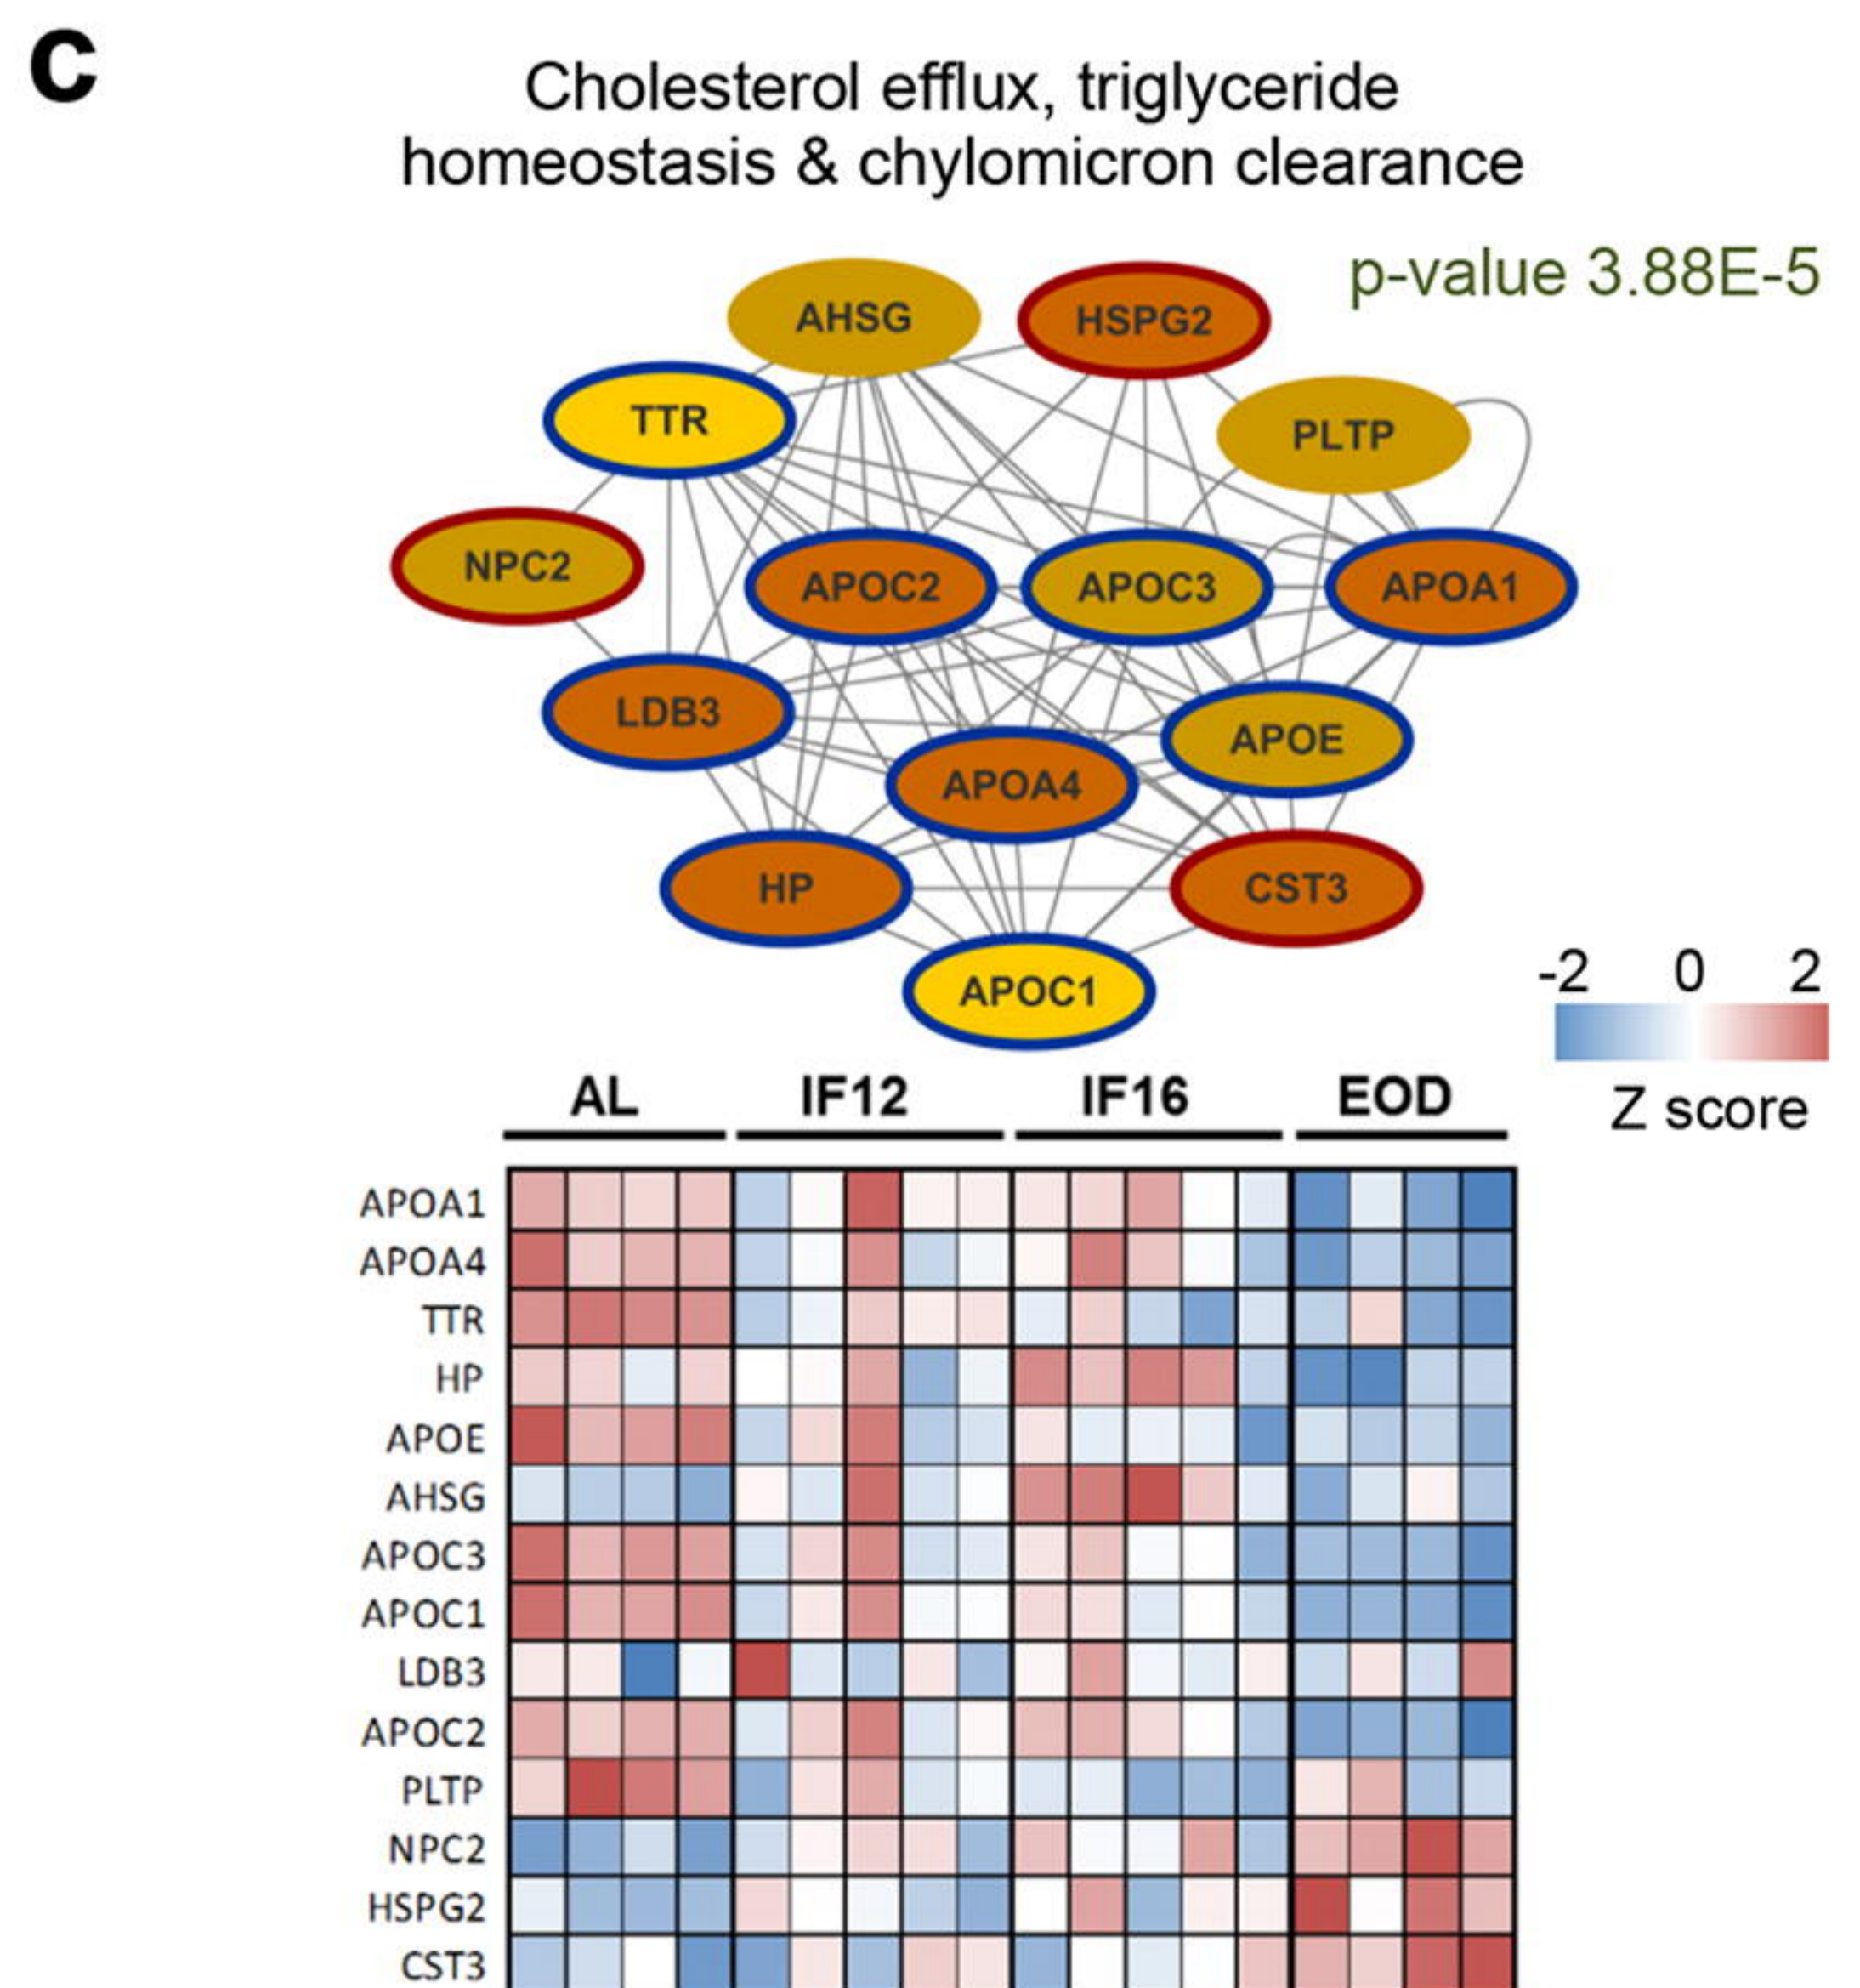 c
Cholesterol efflux, triglyceride
homeostasis & chylomicron clearance
p-value 3.88E-5
AHSG
HSPG2
TTR
PLTP
NPC2
APOC2
APOC3
APOA1
LDB3
APOE
APOA4
HP
CST3
APOC1
-2 0 2
Z score
AL IF12 IF16 EOD
APOA1
APOA4
TTR
HP
APOE
AHSG
APOC3
APOC1
LDB3
APOC2
PLTP
NPC2
HSPG2
CST3